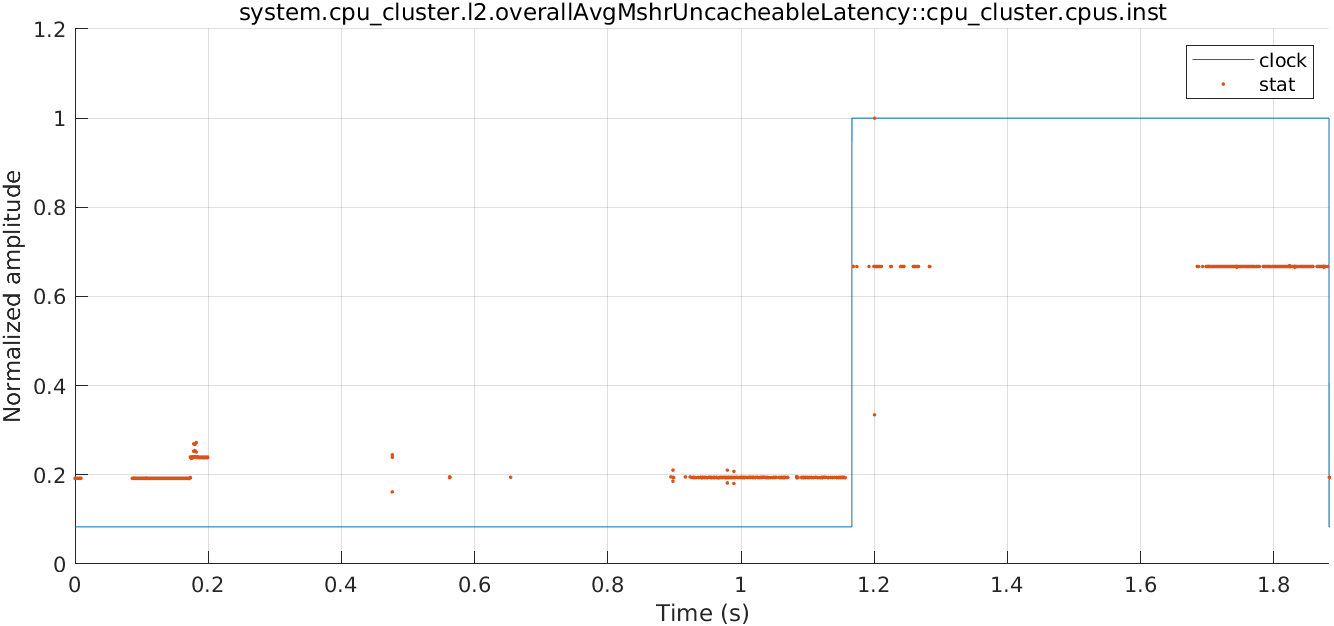 system.cpu_cluster.l2.overallAvgMshrUncacheableLatency::cpu_cluster.cpus.inst
1.2
1
0.8
0.6
0.4
0.2
0
Normalized amplitude
clock
stat
0 0.2 0.4 0.6 0.8 1 1.2 1.4 1.6 1.8
Time (s)